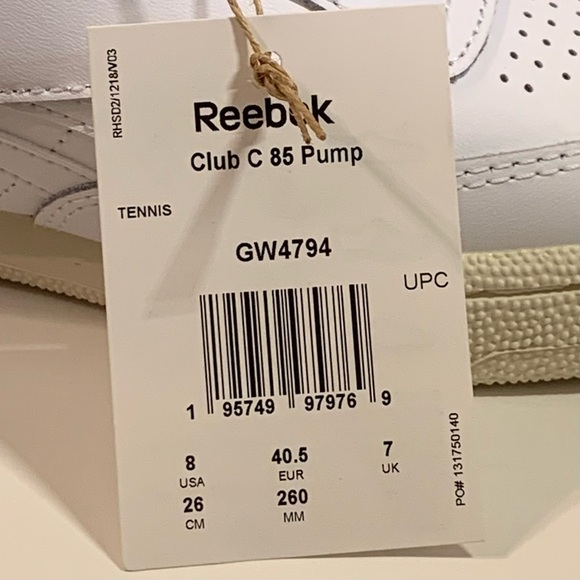 RHSD2/1218/V03
Reebok
Club C 85 Pump
TENNIS
GW4794
UPC
1 95749 97976 9
8 40.5 7
USA EUR UK
26 260
CM MM
PO# 131750140